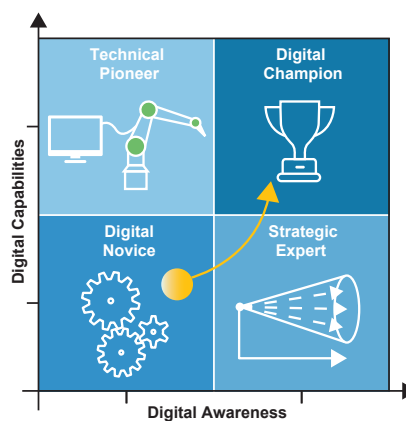 Technical
Pioneer
Digital
Champion
Digital
Novice
Strategic
Expert
Digital Capabilities
Digital Awareness